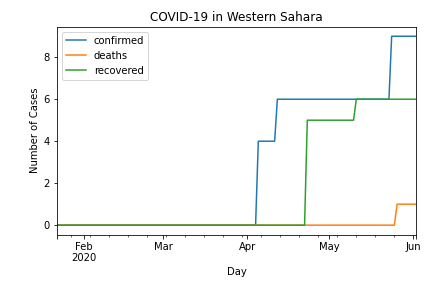 COVID-19 in Western Sahara
confirmed
deaths
recovered
Number of Cases
8
6
4
2
0
Feb
2020
Mar
Apr
May
Jun
Day